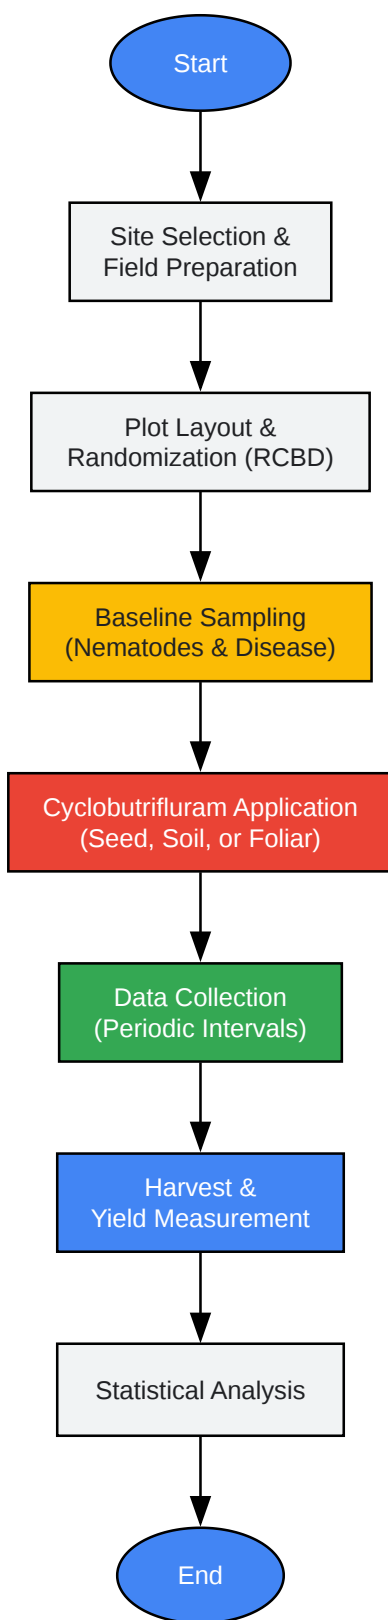 Start
Site Selection &
Field Preparation
Plot Layout &
Randomization (RCBD)
Baseline Sampling
(Nematodes & Disease)
Cyclobutrifluram Application
(Seed, Soil, or Foliar)
Data Collection
(Periodic Intervals)
Harvest &
Yield Measurement
Statistical Analysis
End